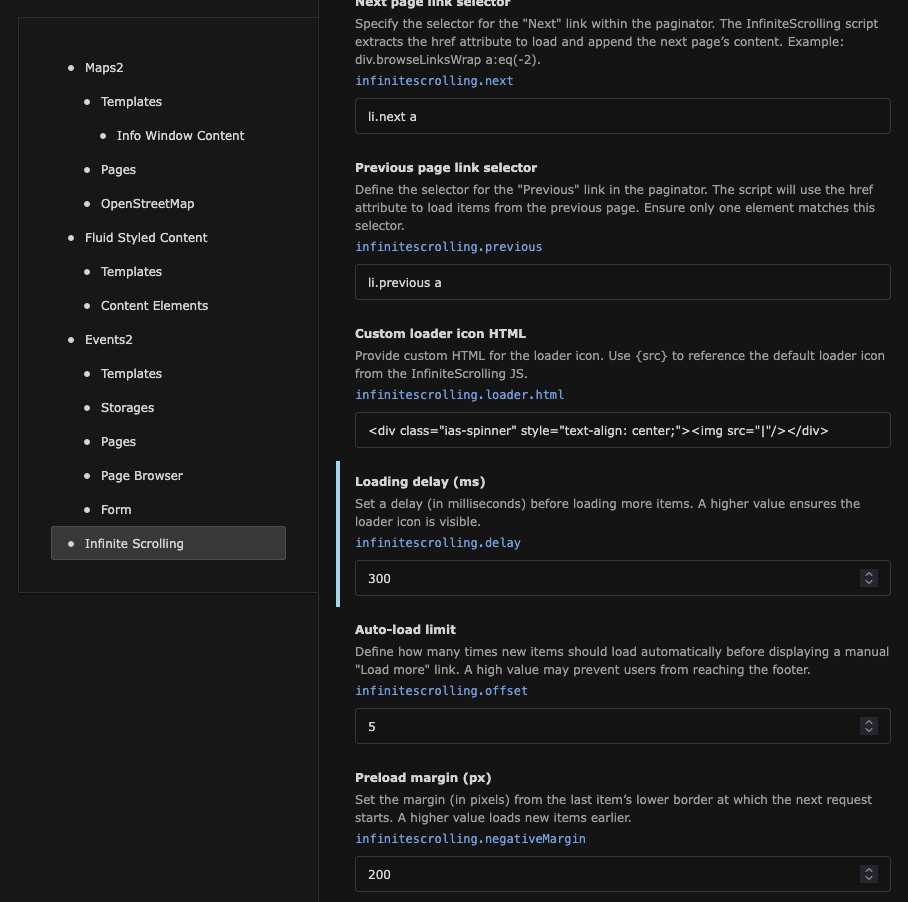 Maps2
Templates
Info Window Content
Pages
OpenStreetMap
Fluid Styled Content
Templates
Content Elements
Events2
Templates
Storages
Pages
Page Browser
Form
Infinite Scrolling
Next page link selector
Specify the selector for the "Next" link within the paginator. The InfiniteScrolling script
extracts the href attribute to load and append the next page’s content. Example:
div.browseLinksWrap a:eq(-2).
infinitescrolling.next
li.next a
Previous page link selector
Define the selector for the "Previous" link in the paginator. The script will use the href
attribute to load items from the previous page. Ensure only one element matches this
selector.
infinitescrolling.previous
li.previous a
Custom loader icon HTML
Provide custom HTML for the loader icon. Use {src} to reference the default loader icon
from the InfiniteScrolling JS.
infinitescrolling.loader.html
<div class="ias-spinner" style="text-align: center;"><img src="|"/></div>
Loading delay (ms)
Set a delay (in milliseconds) before loading more items. A higher value ensures the
loader icon is visible.
infinitescrolling.delay
300
Auto-load limit
Define how many times new items should load automatically before displaying a manual
"Load more" link. A high value may prevent users from reaching the footer.
infinitescrolling.offset
5
Preload margin (px)
Set the margin (in pixels) from the last item’s lower border at which the next request
starts. A higher value loads new items earlier.
infinitescrolling.negativeMargin
200